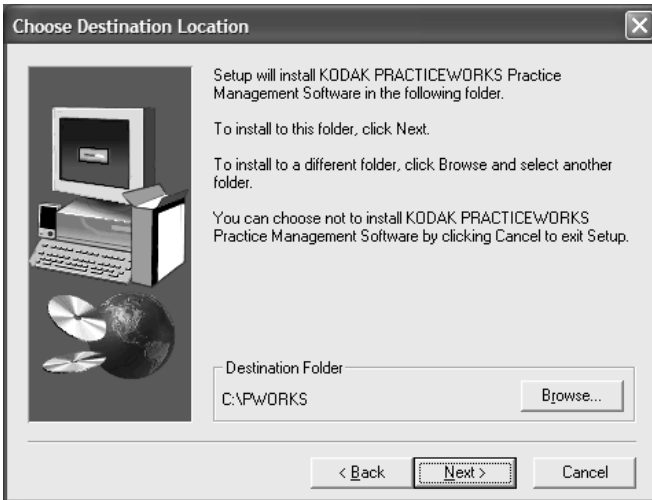 Choose Destination Location
Setup will install KODAK PRACTICEWORKS Practice
Management Software in the following folder.
To install to this folder, click Next.
To install to a different folder, click Browse and select another
folder.
You can choose not to install KODAK PRACTICEWORKS
Practice Management Software by clicking Cancel to exit Setup.
Destination Folder
C:\PWORKS
Browse...
< Back
Next >
Cancel